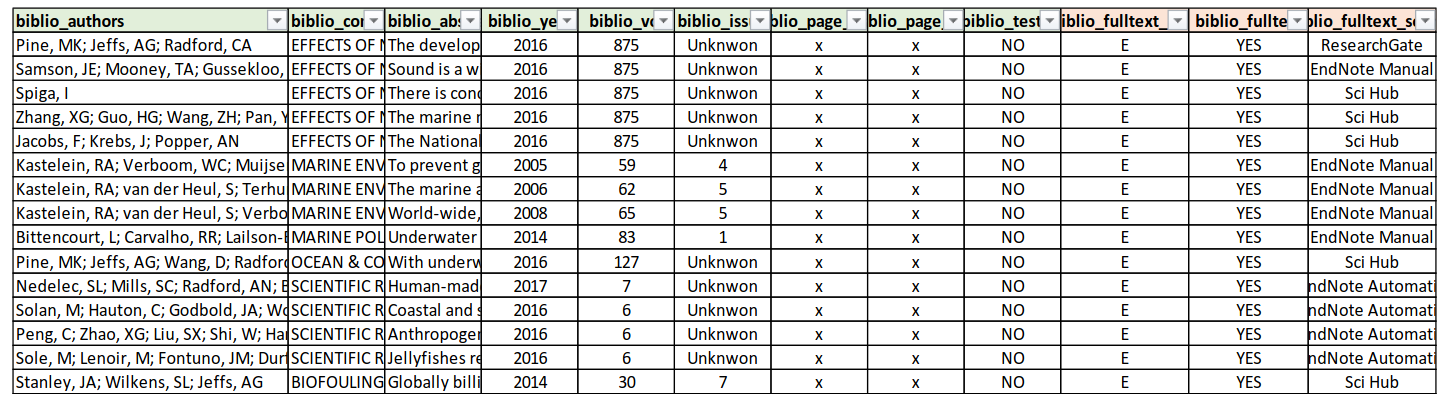 biblio_authors biblio_con biblio_abs biblio_ye biblio_vo biblio_iss biblio_page_ biblio_page_ biblio_test biblio_fulltext_ biblio_fullte biblio_fulltext_so
Pine, MK; Jeffs, AG; Radford, CA EFFECTS OF N The develop 2016 875 Unknwon x x NO E YES ResearchGate
Samson, JE; Mooney, TA; Gussekloo, EFFECTS OF N Sound is a w 2016 875 Unknwon x x NO E YES EndNote Manual
Spiga, I EFFECTS OF N There is conc 2016 875 Unknwon x x NO E YES Sci Hub
Zhang, XG; Guo, HG; Wang, ZH; Pan, Y EFFECTS OF N The marine r 2016 875 Unknwon x x NO E YES Sci Hub
Jacobs, F; Krebs, J; Popper, AN EFFECTS OF N The National 2016 875 Unknwon x x NO E YES Sci Hub
Kastelein, RA; Verboom, WC; Muijse MARINE ENV To prevent g 2005 59 4 x x NO E YES EndNote Manual
Kastelein, RA; van der Heul, S; Terhu MARINE ENV The marine a 2006 62 5 x x NO E YES EndNote Manual
Kastelein, RA; van der Heul, S; Verbo MARINE ENV World-wide, 2008 65 5 x x NO E YES EndNote Manual
Bittencourt, L; Carvalho, RR; Lailson-B MARINE POL Underwater 2014 83 1 x x NO E YES EndNote Manual
Pine, MK; Jeffs, AG; Wang, D; Radford OCEAN & CO With underw 2016 127 Unknwon x x NO E YES Sci Hub
Nedelec, SL; Mills, SC; Radford, AN; B SCIENTIFIC R Human-mad 2017 7 Unknwon x x NO E YES ndNote Automati
Solan, M; Hauton, C; Godbold, JA; Wo SCIENTIFIC R Coastal and s 2016 6 Unknwon x x NO E YES ndNote Automati
Peng, C; Zhao, XG; Liu, SX; Shi, W; Han SCIENTIFIC R Anthropoger 2016 6 Unknwon x x NO E YES ndNote Automati
Sole, M; Lenoir, M; Fontuno, JM; Durf SCIENTIFIC R Jellyfishes re 2016 6 Unknwon x x NO E YES ndNote Automati
Stanley, JA; Wilkens, SL; Jeffs, AG BIOFOULING Globally billi 2014 30 7 x x NO E YES Sci Hub